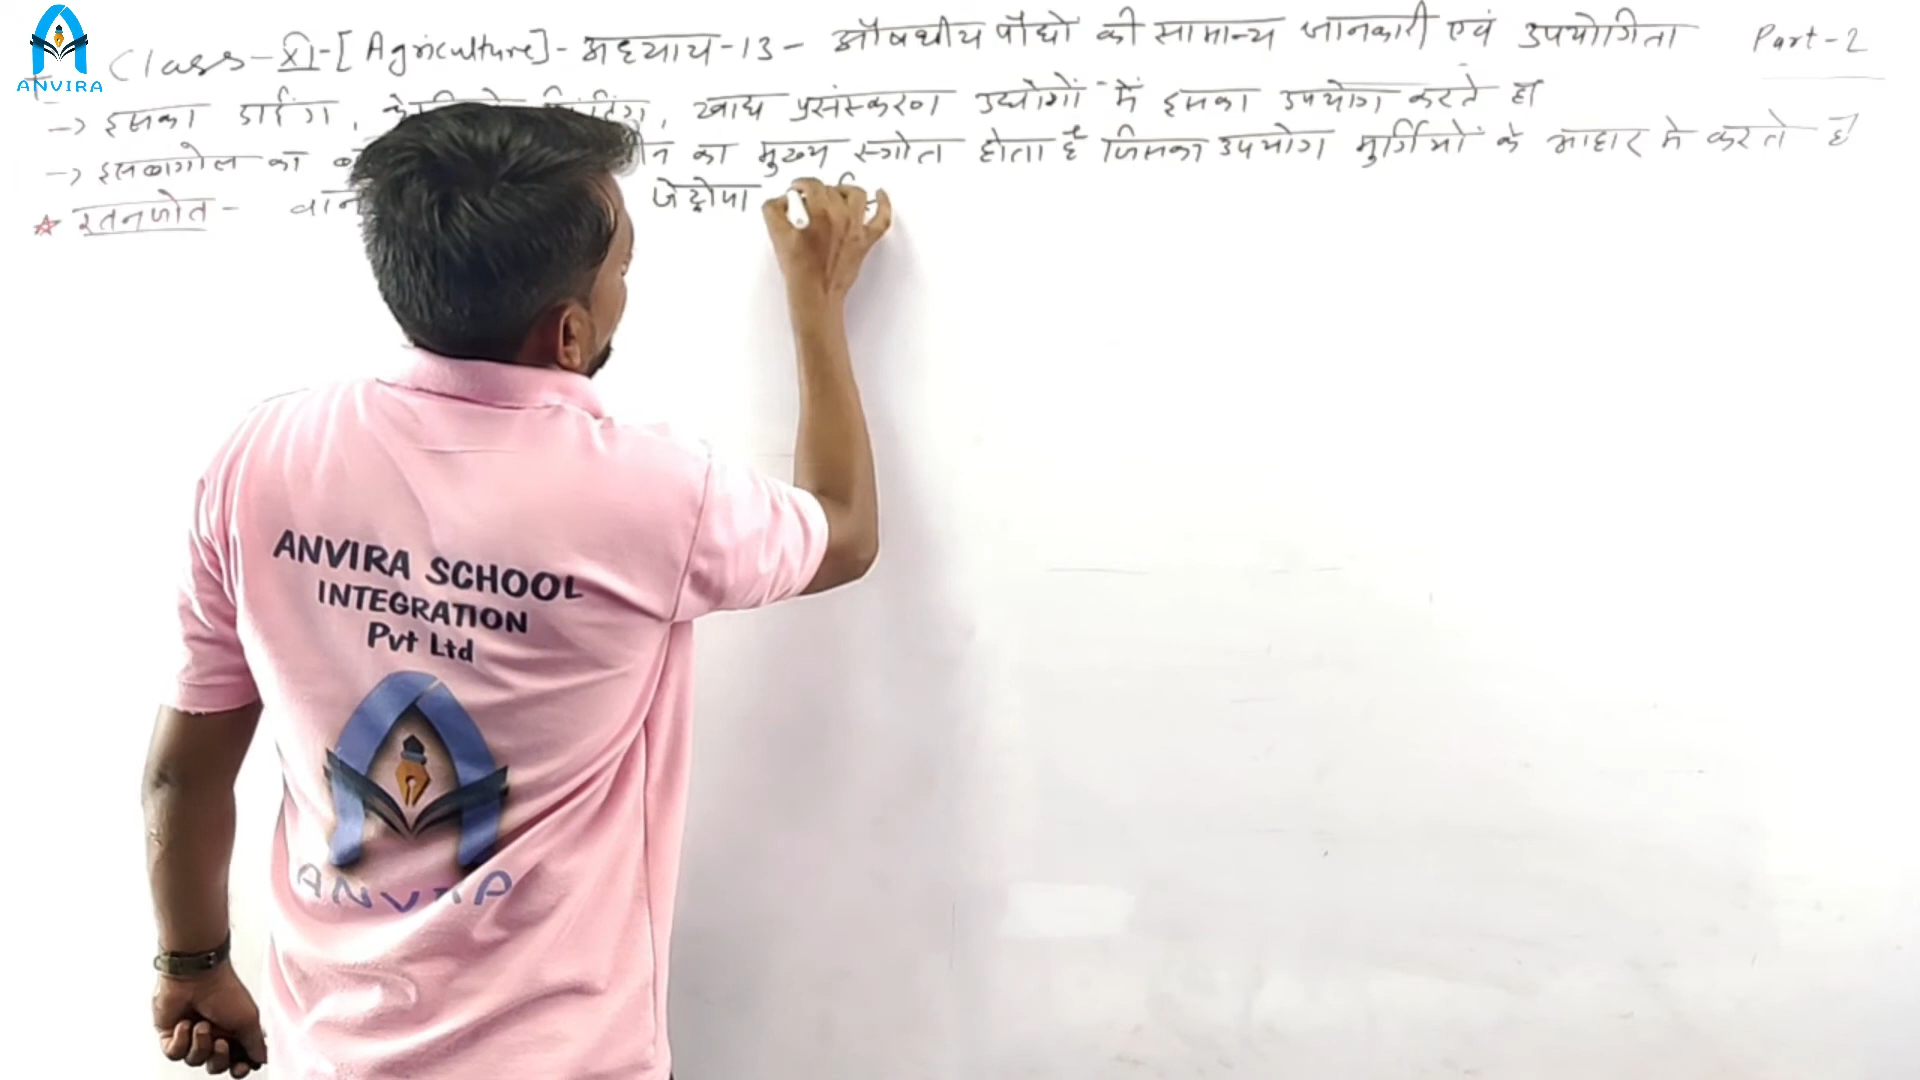 ANVIRA
Class-XI-[Agriculture]- अध्याय-13- औषधीय पौधो की सामान्य जानकारी एवं उपयोगिता Part-2
-> इसका डाईंग, खाद्य प्रसंस्करण उद्योगों में इसका उपयोग करते हैं
-> इसबगोल का का मुख्य स्त्रोत होता है जिसका उपयोग मुर्गियों के आहार मे करते है
☆ रतनजोत- वान जेट्रोपा
ANVIRA SCHOOL
INTEGRATION
Pvt Ltd